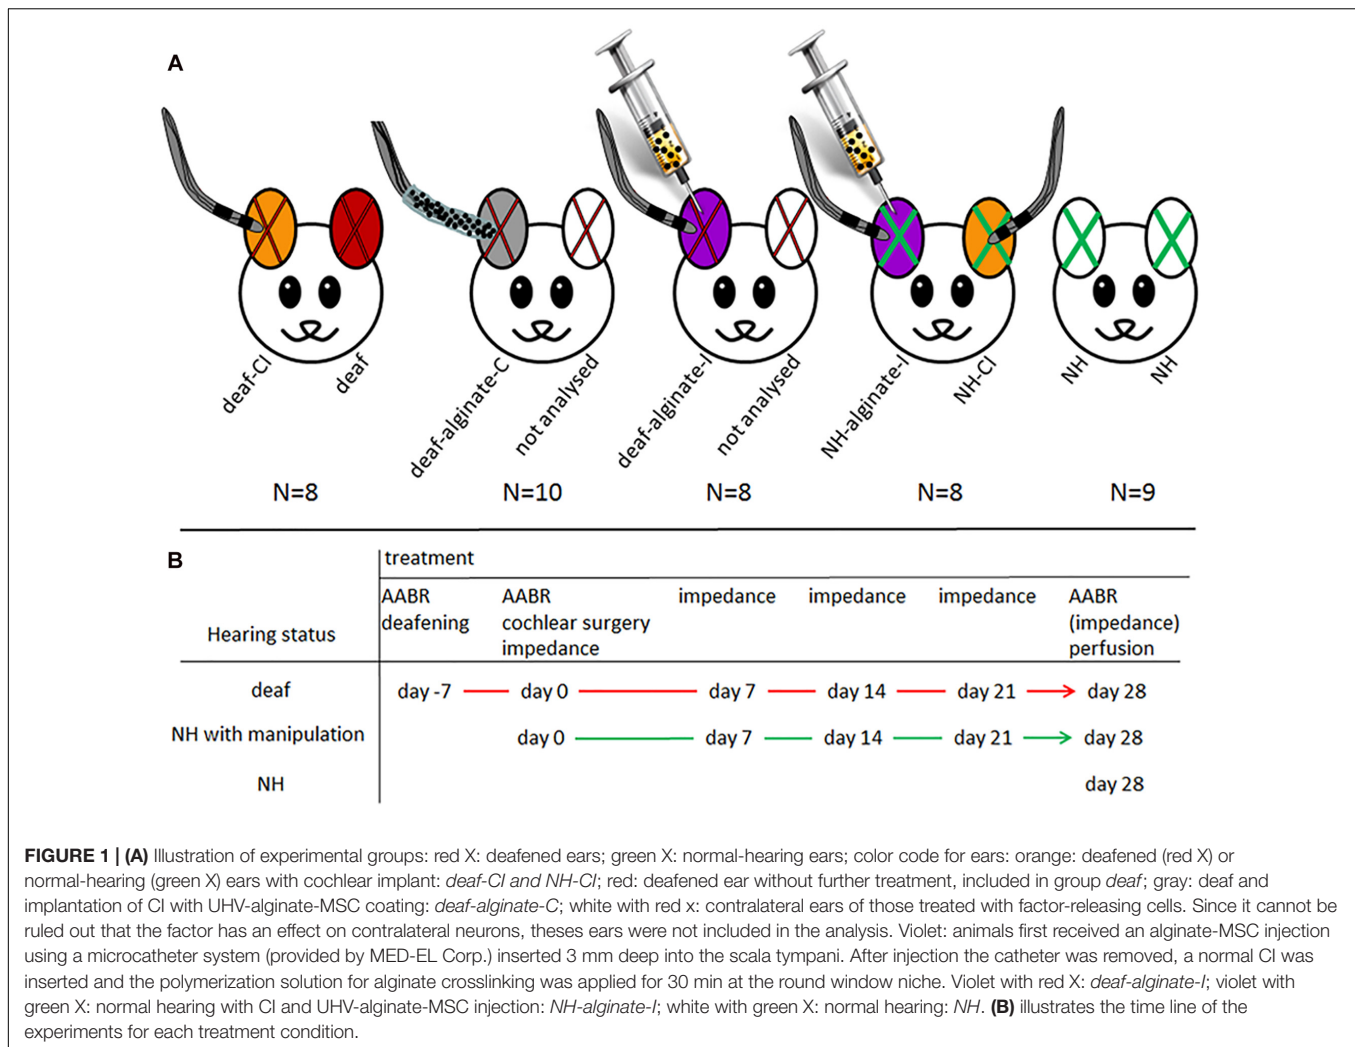 A
deaf-CI
deaf
deaf-alginate-C
not analysed
deaf-alginate-I
not analysed
NH-alginate-I
NH-CI
NH
NH
N=8
N=10
N=8
N=8
N=9
B
treatment
Hearing status
AABR
deafening
AABR
cochlear surgery
impedance
impedance
impedance
impedance
AABR
(impedance)
perfusion
deaf
day -7
day 0
day 7
day 14
day 21
day 28
NH with manipulation
day 0
day 7
day 14
day 21
day 28
NH
day 28
FIGURE 1 | (A) Illustration of experimental groups: red X: deafened ears; green X: normal-hearing ears; color code for ears: orange: deafened (red X) or
normal-hearing (green X) ears with cochlear implant: deaf-CI and NH-CI; red: deafened ear without further treatment, included in group deaf; gray: deaf and
implantation of CI with UHV-alginate-MSC coating: deaf-alginate-C; white with red x: contralateral ears of those treated with factor-releasing cells. Since it cannot be
ruled out that the factor has an effect on contralateral neurons, theses ears were not included in the analysis. Violet: animals first received an alginate-MSC injection
using a microcatheter system (provided by MED-EL Corp.) inserted 3 mm deep into the scala tympani. After injection the catheter was removed, a normal CI was
inserted and the polymerization solution for alginate crosslinking was applied for 30 min at the round window niche. Violet with red X: deaf-alginate-I; violet with
green X: normal hearing with CI and UHV-alginate-MSC injection: NH-alginate-I; white with green X: normal hearing: NH. (B) illustrates the time line of the
experiments for each treatment condition.